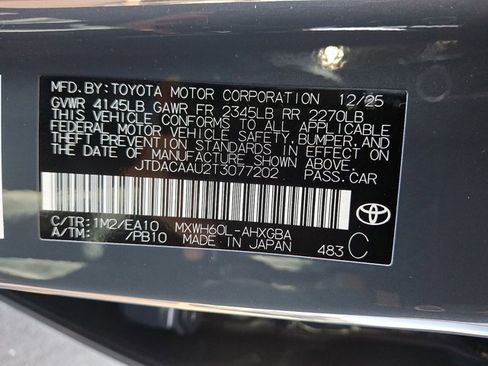 MFD. BY: TOYOTA MOTOR CORPORATION 12/25
GVWR 4145LB GAWR FR 2345LB RR 2270LB
THIS VEHICLE CONFORMS TO ALL APPLICABLE
FEDERAL MOTOR VEHICLE SAFETY, BUMPER, AND
THEFT PREVENTION STANDARDS IN EFFECT ON
THE DATE OF MANUFACTURE SHOWN ABOVE.
JTDACAAU2T3077202 PASS.CAR
C/TR: 1M2/EA10 MXWH60L-AHXGBA
A/TM: /PB10 MADE IN JAPAN 483 C